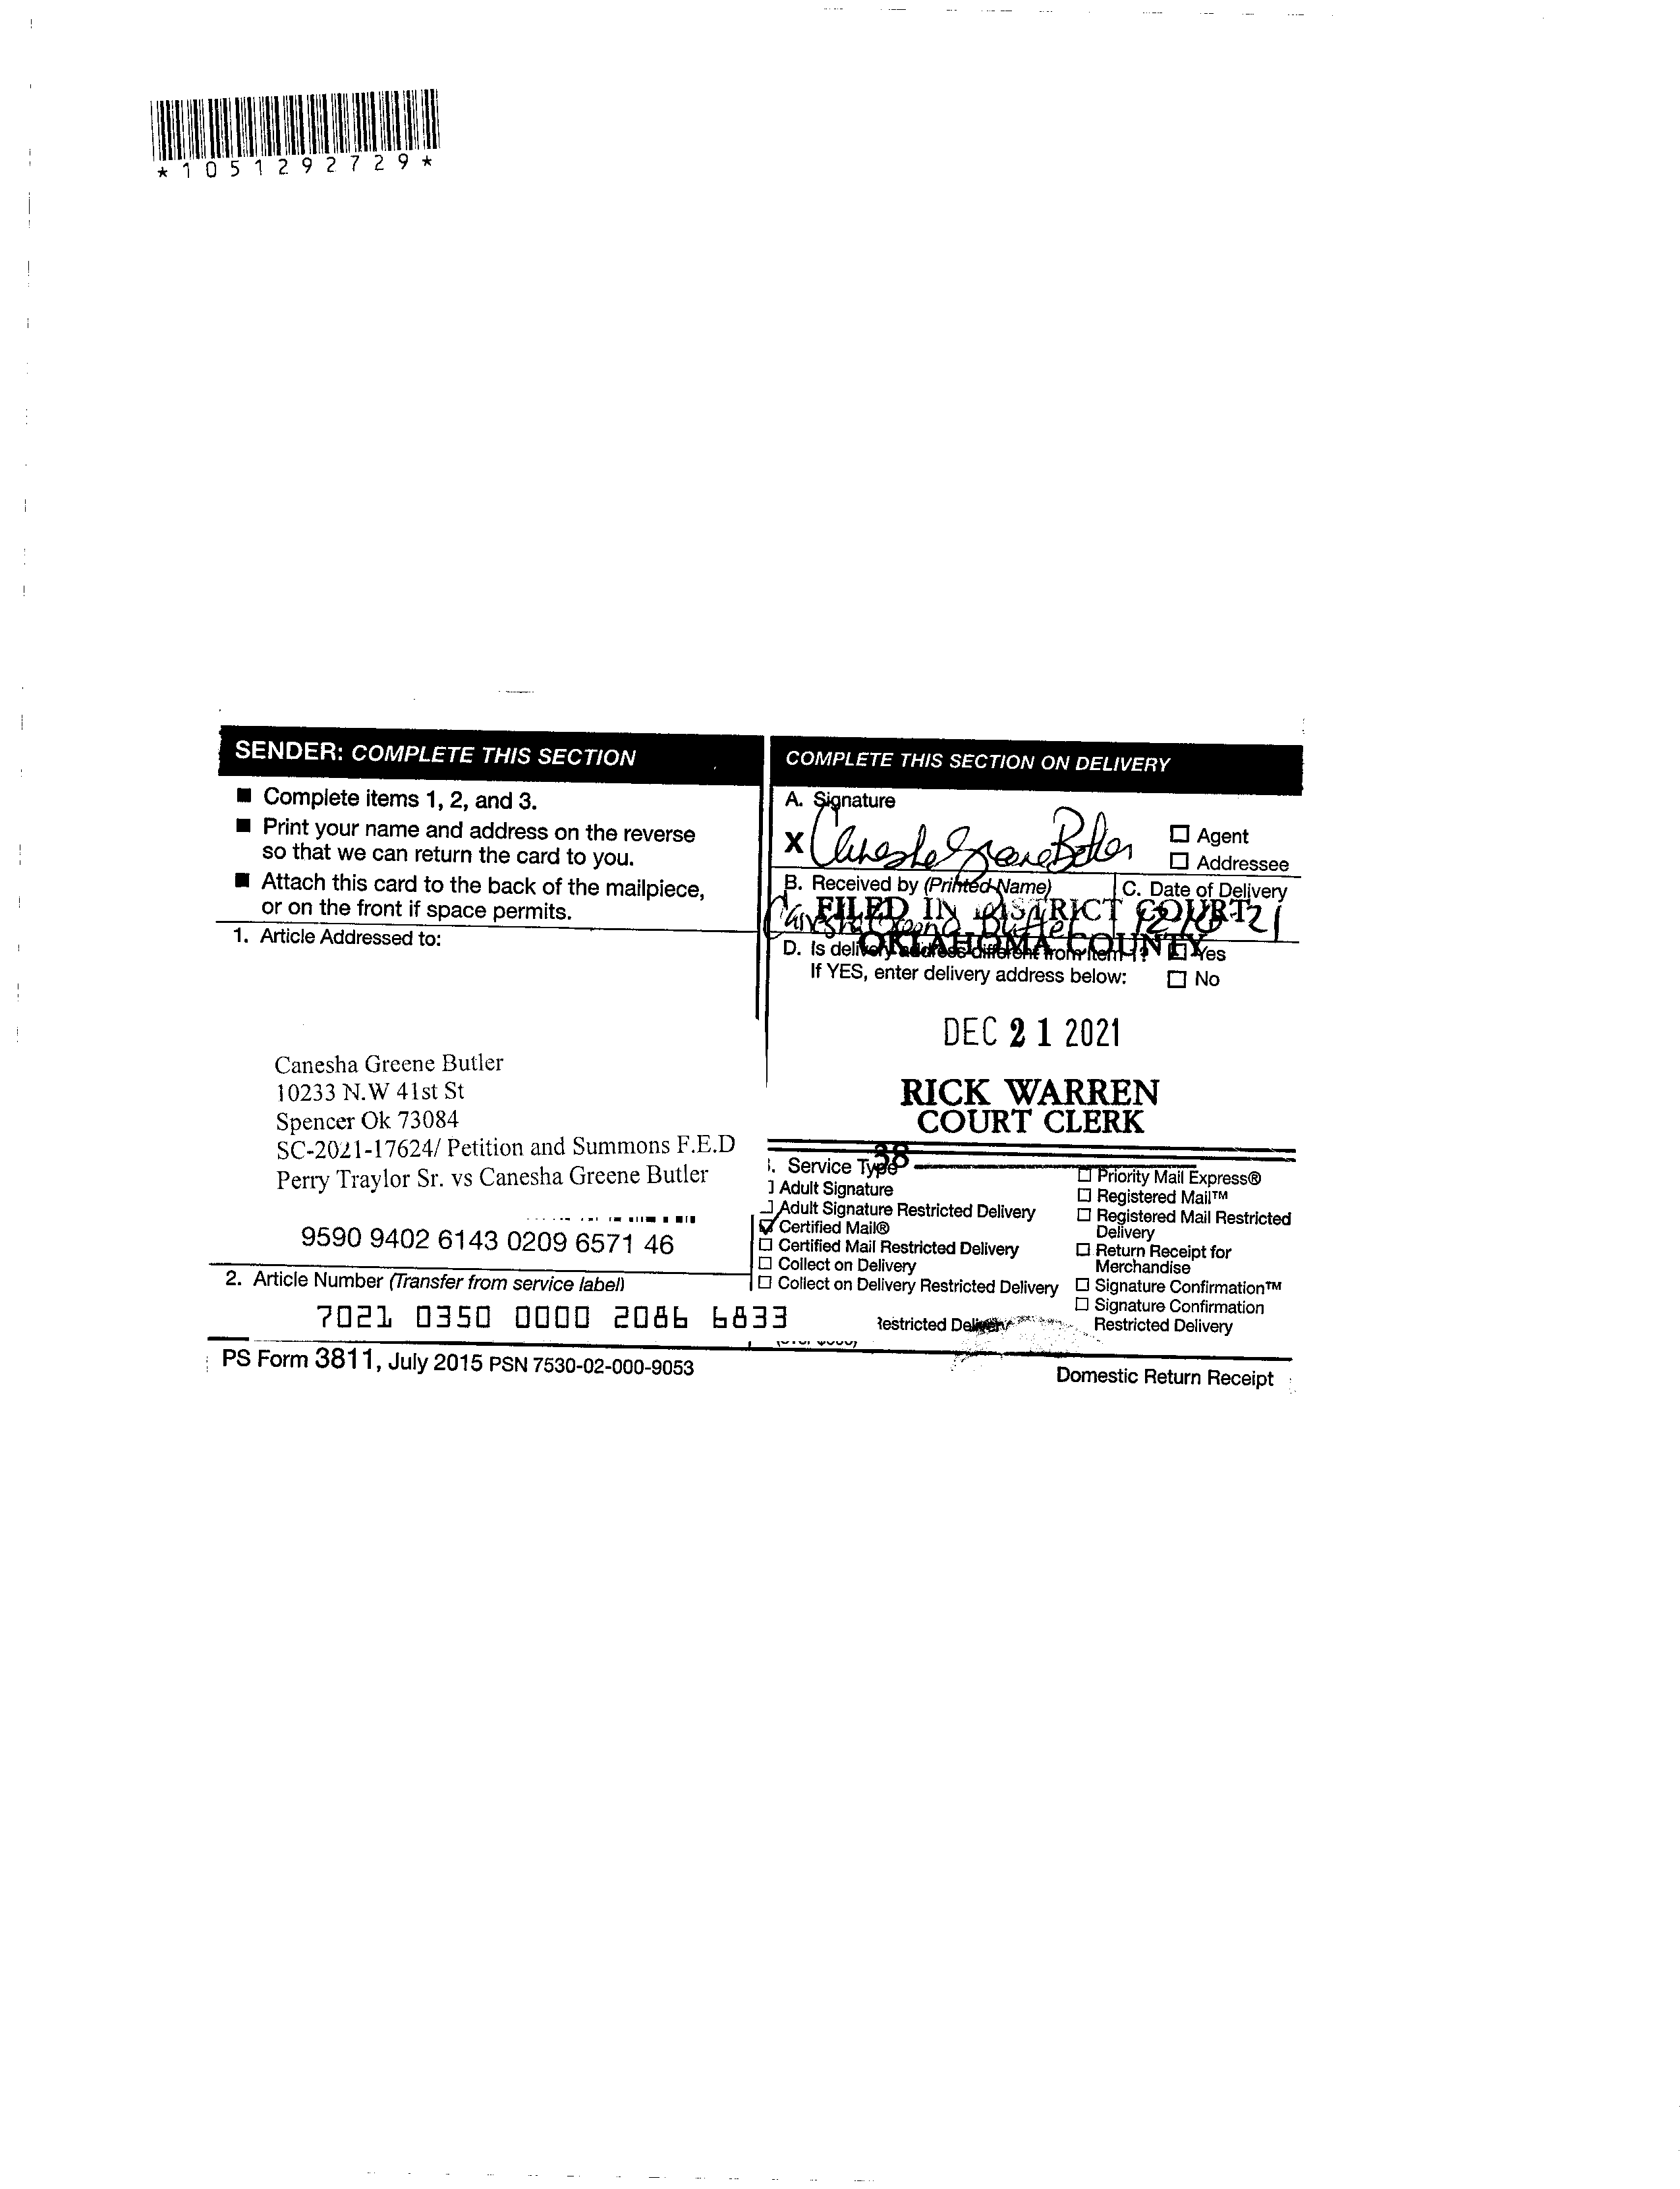 *1051292729*
SENDER: COMPLETE THIS SECTION
■ Complete items 1, 2, and 3.
■ Print your name and address on the reverse
so that we can return the card to you.
■ Attach this card to the back of the mailpiece,
or on the front if space permits.
1. Article Addressed to:
Canesha Greene Butler
10233 N.W 41st St
Spencer Ok 73084
SC-2021-17624/ Petition and Summons F.E.D
Perry Traylor Sr. vs Canesha Greene Butler
9590 9402 6143 0209 6571 46
2. Article Number (Transfer from service label)
7021 0350 0000 2086 6833
PS Form 3811, July 2015 PSN 7530-02-000-9053
COMPLETE THIS SECTION ON DELIVERY
A. Signature
X Canesha Greene Butler
☐ Agent
☐ Addressee
B. Received by (Printed Name)
C. Date of Delivery
Canesha Greene Butler
FILED IN DISTRICT COURT
OKLAHOMA COUNTY
D. Is delivery address different from item 1? ☐ Yes
If YES, enter delivery address below: ☐ No
DEC 21 2021
RICK WARREN
COURT CLERK
38
Service Type
Adult Signature
Adult Signature Restricted Delivery
☑ Certified Mail®
☐ Certified Mail Restricted Delivery
☐ Collect on Delivery
☐ Collect on Delivery Restricted Delivery
Restricted Delivery
☐ Priority Mail Express®
☐ Registered Mail™
☐ Registered Mail Restricted
Delivery
☐ Return Receipt for
Merchandise
☐ Signature Confirmation™
☐ Signature Confirmation
Restricted Delivery
Domestic Return Receipt